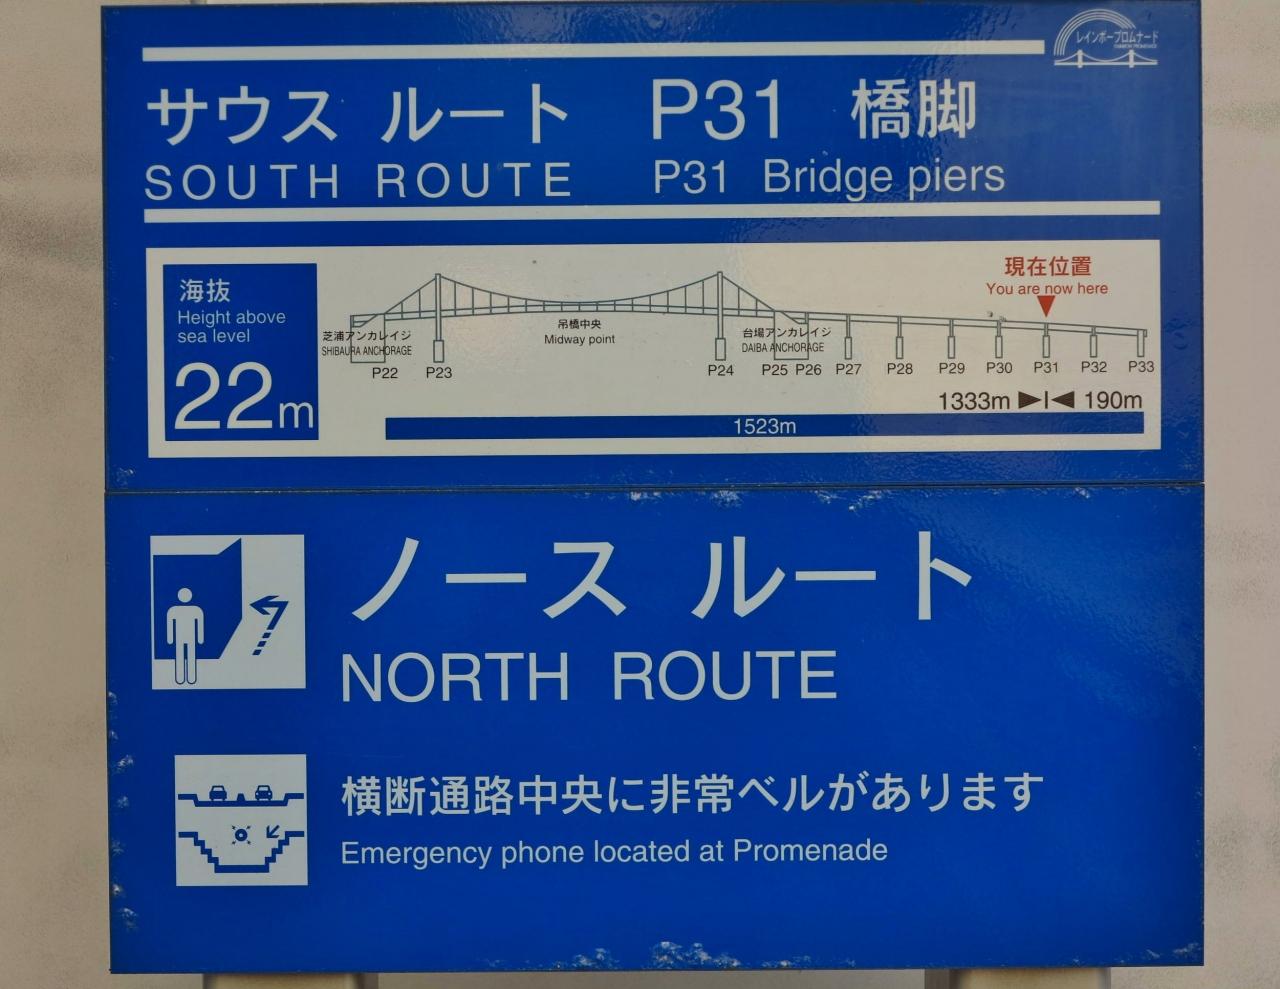 レインボープロムナード
RAINBOW PROMENADE
サウス ルート P31 橋脚
SOUTH ROUTE P31 Bridge piers
海抜
Height above
sea level
22m
現在位置
You are now here
芝浦アンカレイジ
SHIBAURA ANCHORAGE
吊橋中央
Midway point
台場アンカレイジ
DAIBA ANCHORAGE
P22 P23 P24 P25 P26 P27 P28 P29 P30 P31 P32 P33
1333m 190m
1523m
ノース ルート
NORTH ROUTE
横断通路中央に非常ベルがあります
Emergency phone located at Promenade